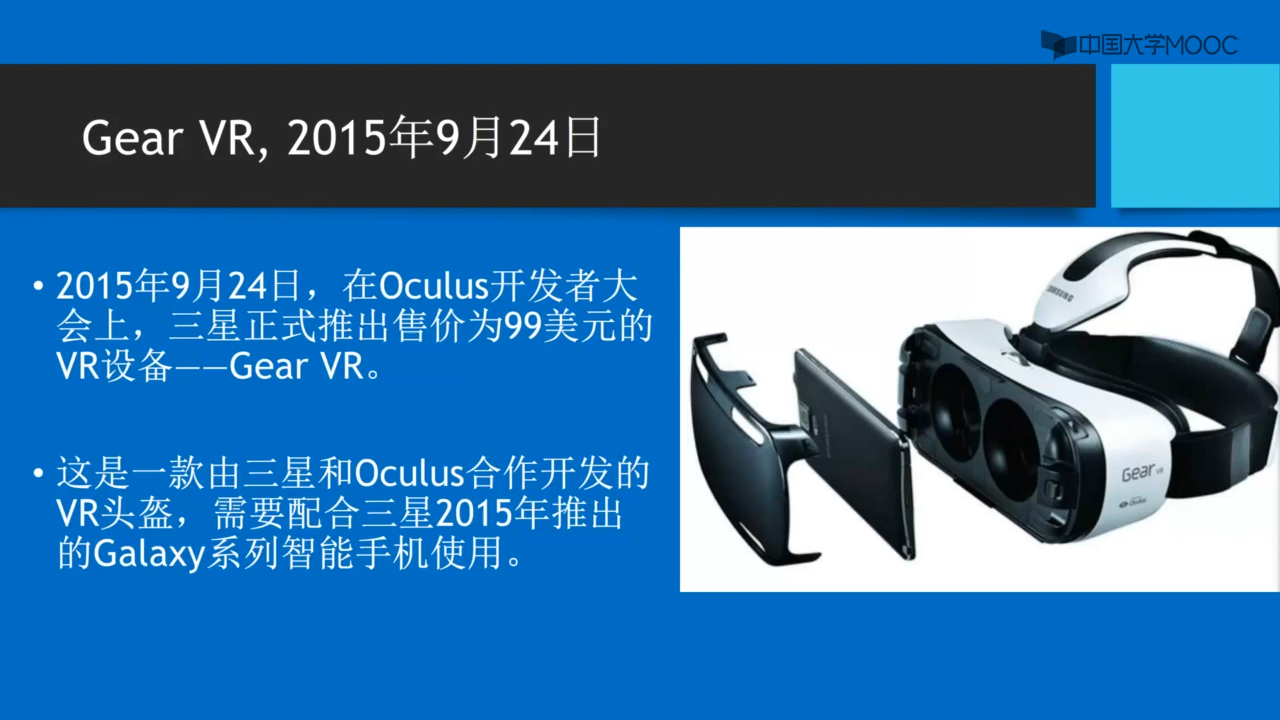 中国大学MOOC
Gear VR, 2015年9月24日
• 2015年9月24日，在Oculus开发者大
会上，三星正式推出售价为99美元的
VR设备——Gear VR。
• 这是一款由三星和Oculus合作开发的
VR头盔，需要配合三星2015年推出
的Galaxy系列智能手机使用。
SAMSUNG
Gear VR
Oculus